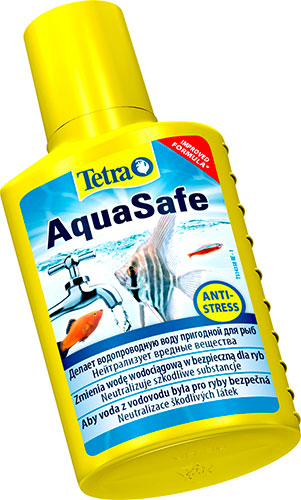 IMPROVED
FORMULA*
Tetra
AquaSafe
ANTI-
STRESS
Делает водопроводную воду пригодной для рыб
Нейтрализует вредные вещества
Zmienia wodę wodociągową w bezpieczną dla ryb
Neutralizuje szkodliwe substancje
Aby voda z vodovodu byla pro ryby bezpečná
Neutralizace škodlivých látek